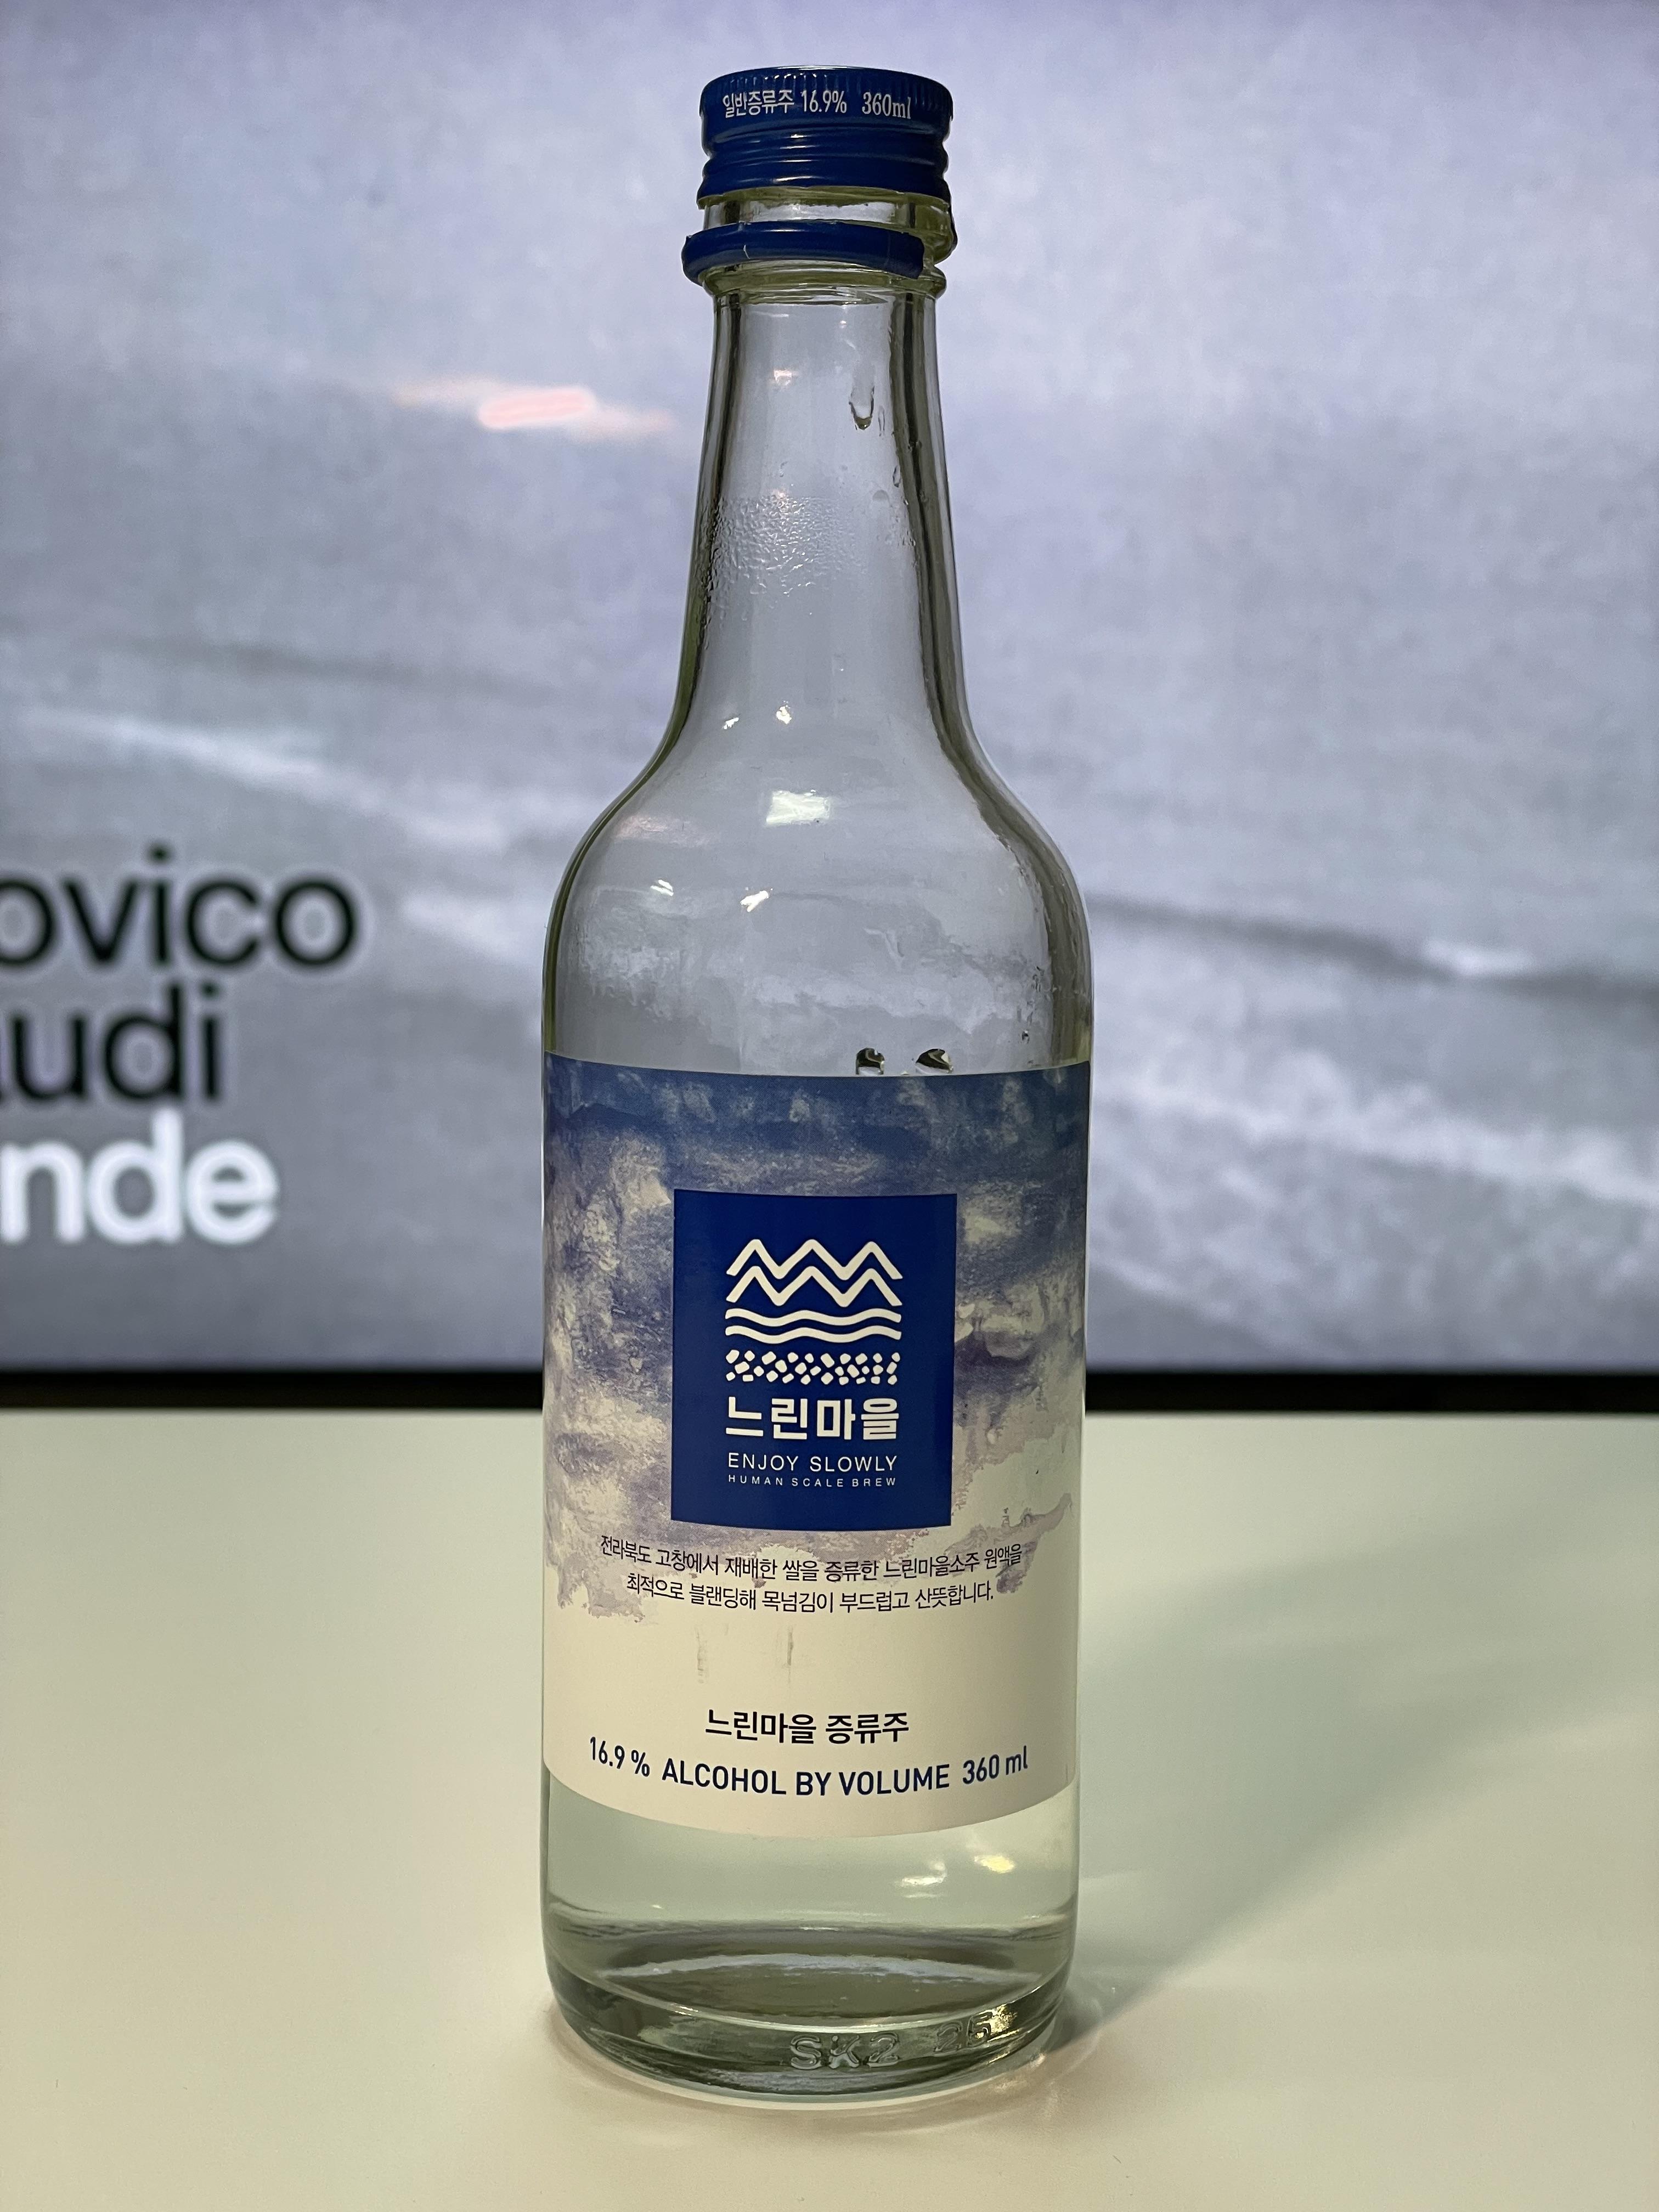 일반증류주 16.9% 360ml
ovico
audi
nde
느린마을
ENJOY SLOWLY
HUMAN SCALE BREW
전라북도 고창에서 재배한 쌀을 증류한 느린마을소주 원액을
최적으로 블랜딩해 목넘김이 부드럽고 산뜻합니다.
느린마을 증류주
16.9 % ALCOHOL BY VOLUME 360 ml
SK2 25